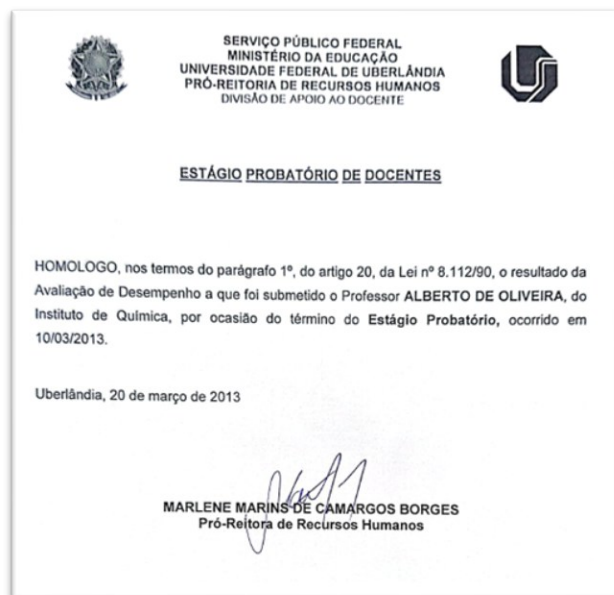 SERVIÇO PÚBLICO FEDERAL
MINISTÉRIO DA EDUCAÇÃO
UNIVERSIDADE FEDERAL DE UBERLÂNDIA
PRÓ-REITORIA DE RECURSOS HUMANOS
DIVISÃO DE APOIO AO DOCENTE
ESTÁGIO PROBATÓRIO DE DOCENTES
HOMOLOGO, nos termos do parágrafo 1º, do artigo 20, da Lei nº 8.112/90, o resultado da
Avaliação de Desempenho a que foi submetido o Professor ALBERTO DE OLIVEIRA, do
Instituto de Química, por ocasião do término do Estágio Probatório, ocorrido em
10/03/2013.
Uberlândia, 20 de março de 2013
MARLENE MARINS DE CAMARGOS BORGES
Pró-Reitora de Recursos Humanos